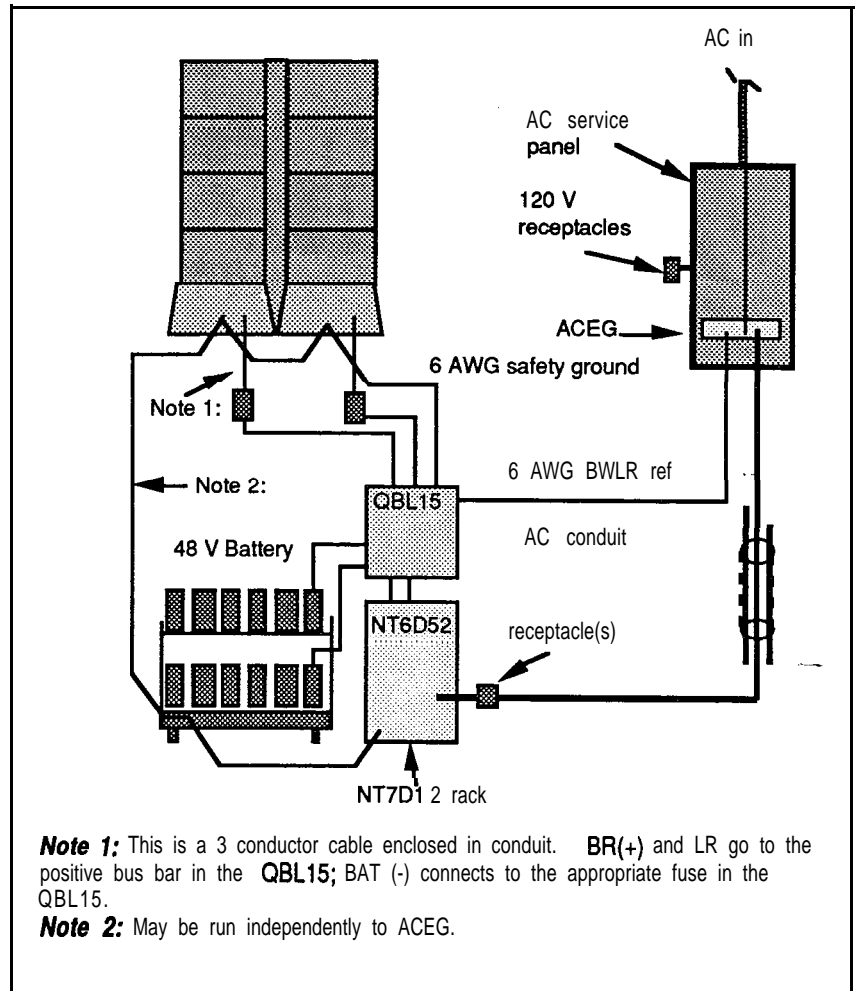 AC in
AC service
panel
120 V
receptacles
ACEG
6 AWG safety ground
Note 1:
6 AWG BWLR ref
Note 2:
QBL15
AC conduit
48 V Battery
NT6D52
receptacle(s)
NT7D1 2 rack
Note 1: This is a 3 conductor cable enclosed in conduit. BR(+) and LR go to the
positive bus bar in the QBL15; BAT (-) connects to the appropriate fuse in the
QBL15.
Note 2: May be run independently to ACEG.